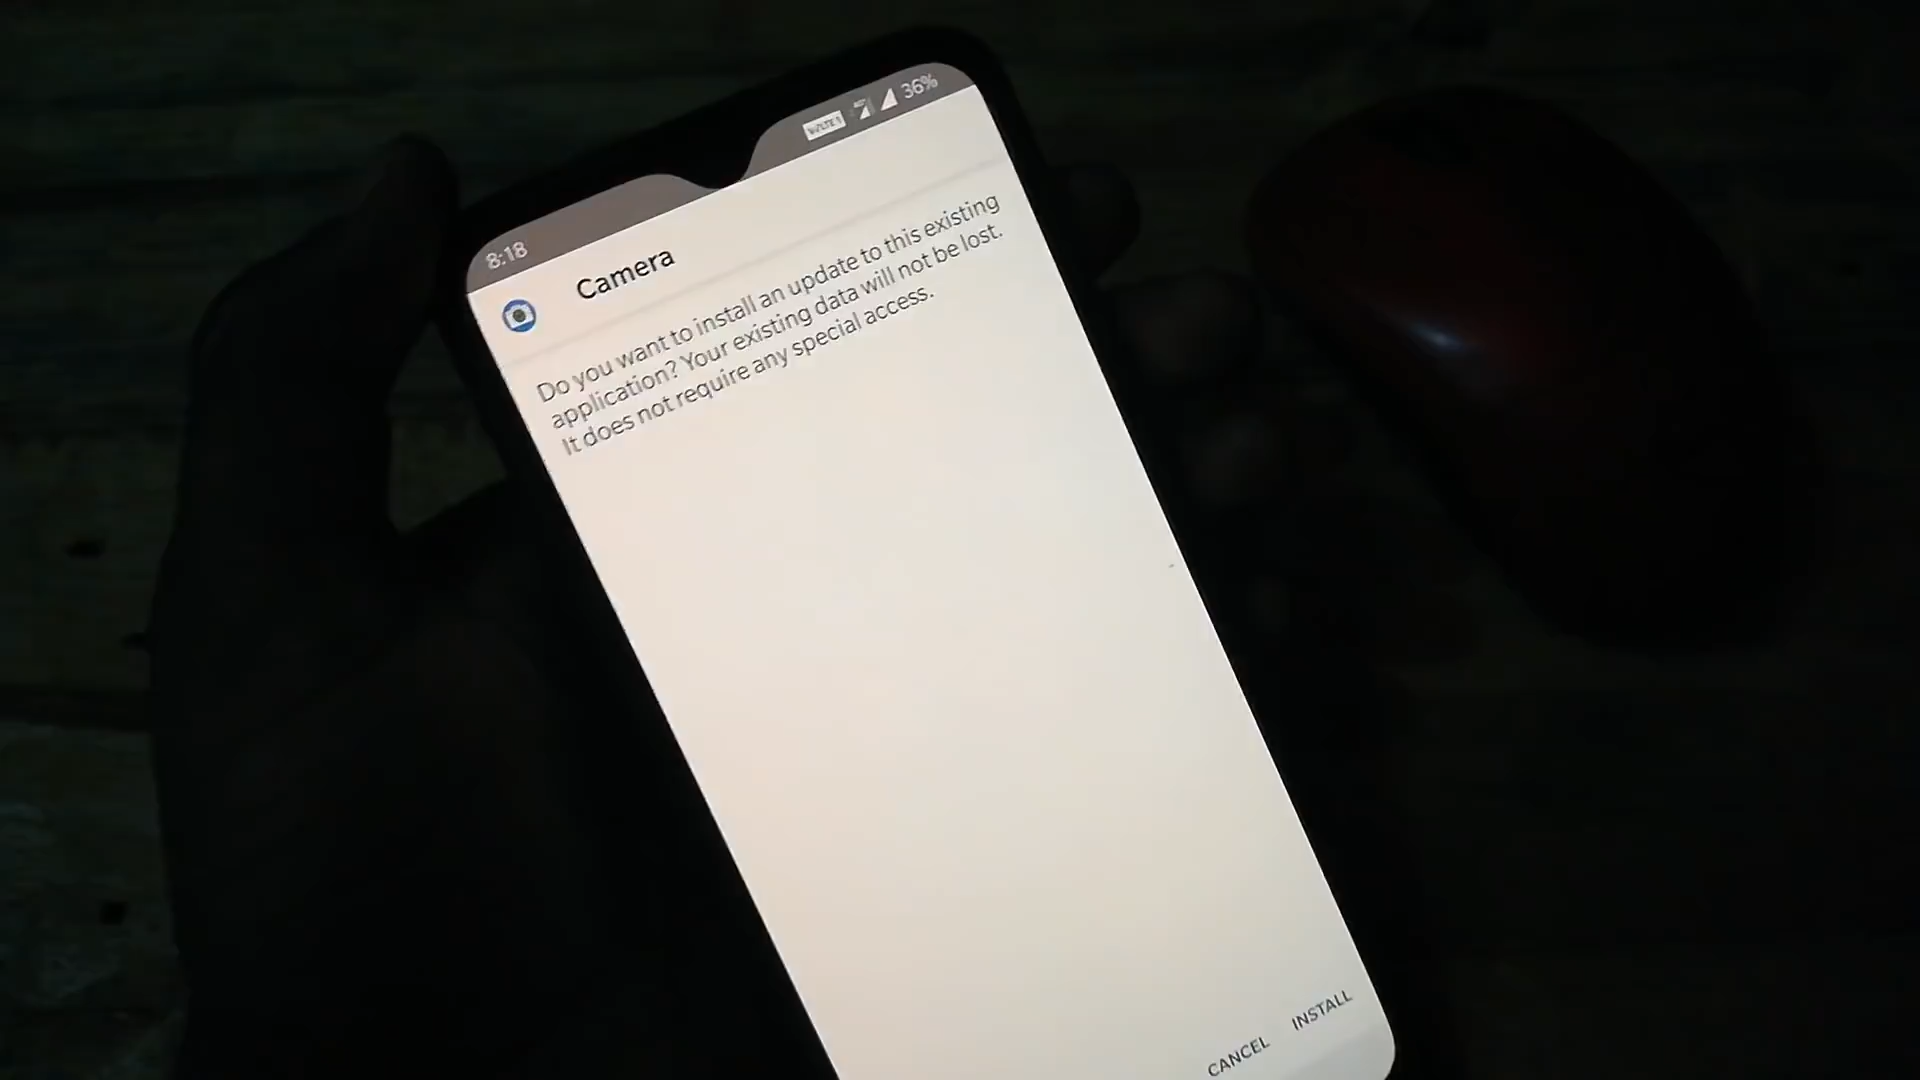 8:18
VoLTE 36%
Camera
Do you want to install an update to this existing
application? Your existing data will not be lost.
It does not require any special access.
CANCEL INSTALL